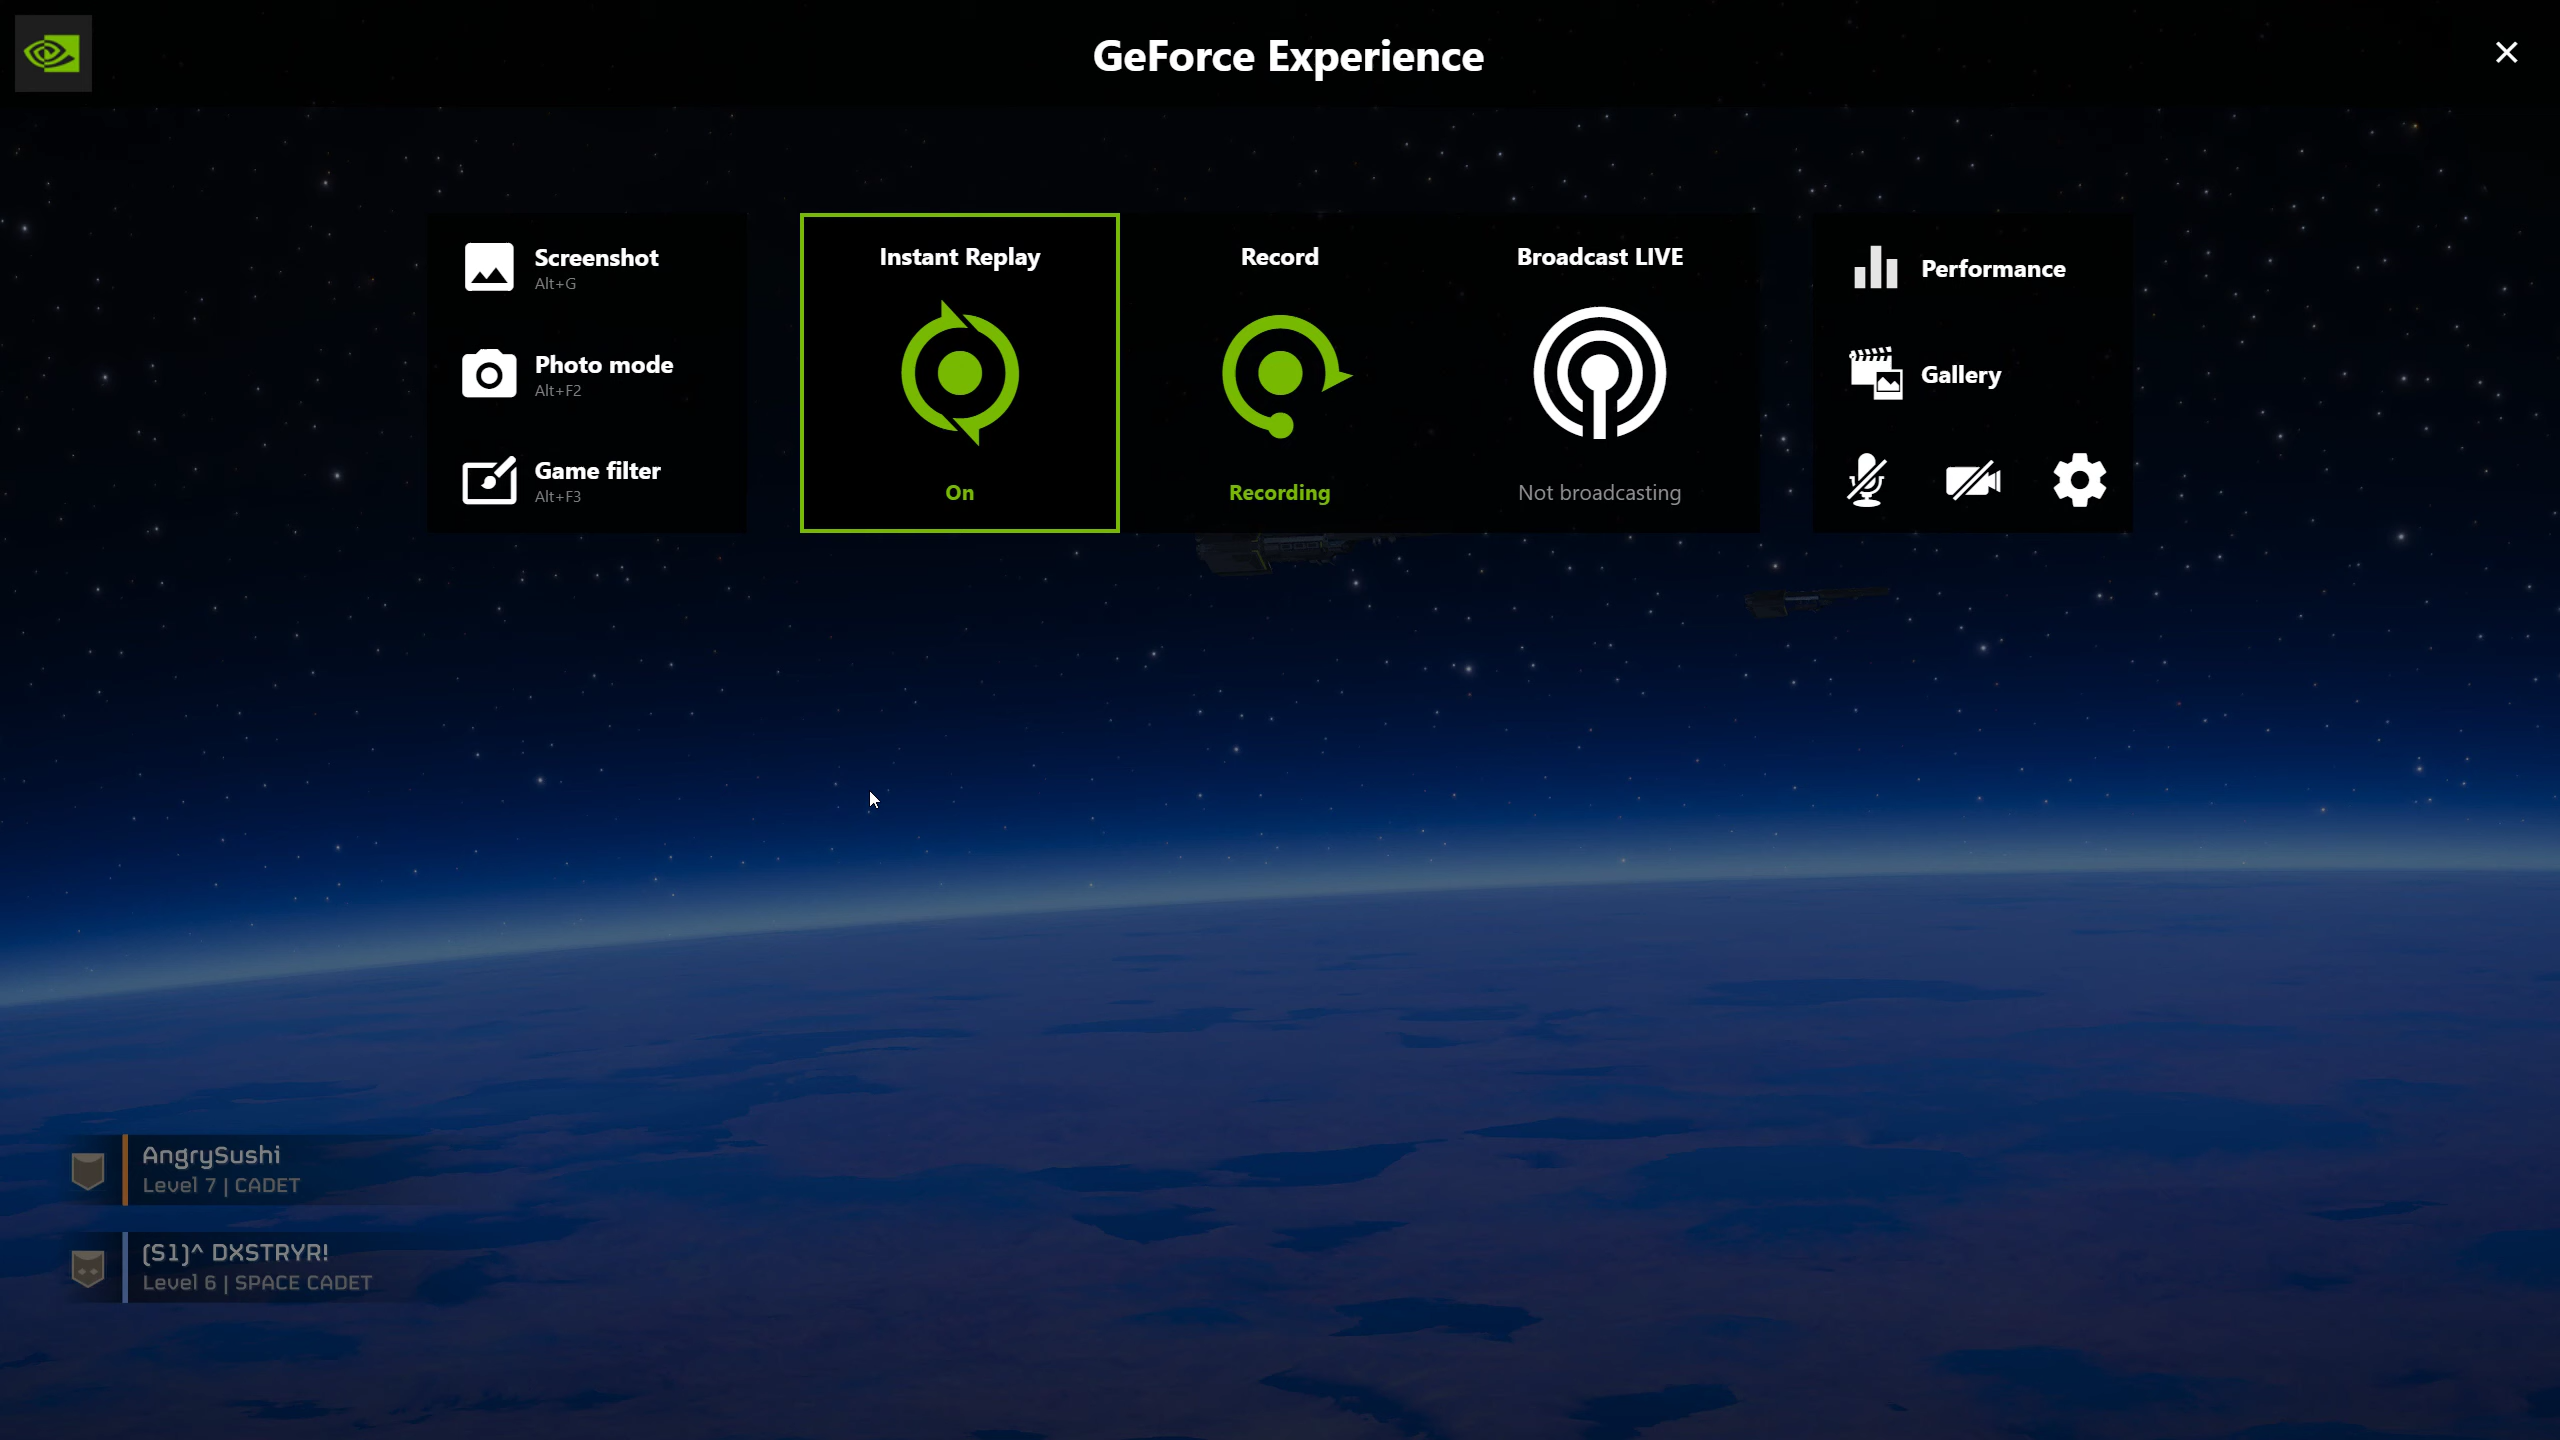 GeForce Experience
Screenshot
Alt+G
Photo mode
Alt+F2
Game filter
Alt+F3
Instant Replay
On
Record
Recording
Broadcast LIVE
Not broadcasting
Performance
Gallery
AngrySushi
Level 7 | CADET
(S1)^ DXSTRYR!
Level 6 | SPACE CADET